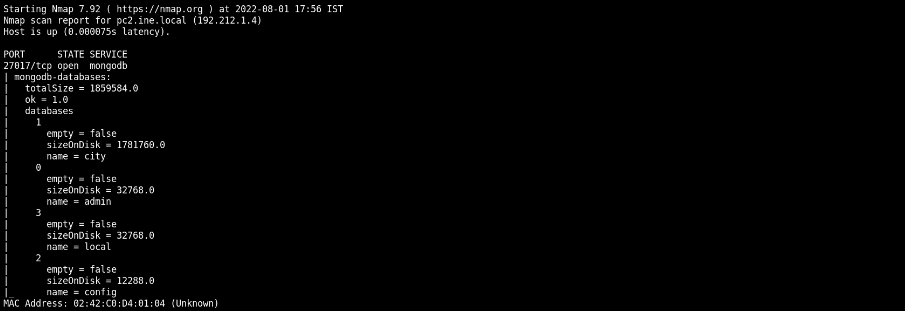 Starting Nmap 7.92 ( https://nmap.org ) at 2022-08-01 17:56 IST
Nmap scan report for pc2.ine.local (192.212.1.4)
Host is up (0.000075s latency).

PORT      STATE SERVICE
27017/tcp open  mongodb
| mongodb-databases:
|   totalSize = 1859584.0
|   ok = 1.0
|   databases
|     1
|       empty = false
|       sizeOnDisk = 1781760.0
|       name = city
|     0
|       empty = false
|       sizeOnDisk = 32768.0
|       name = admin
|     3
|       empty = false
|       sizeOnDisk = 32768.0
|       name = local
|     2
|       empty = false
|       sizeOnDisk = 12288.0
|_      name = config
MAC Address: 02:42:C0:D4:01:04 (Unknown)